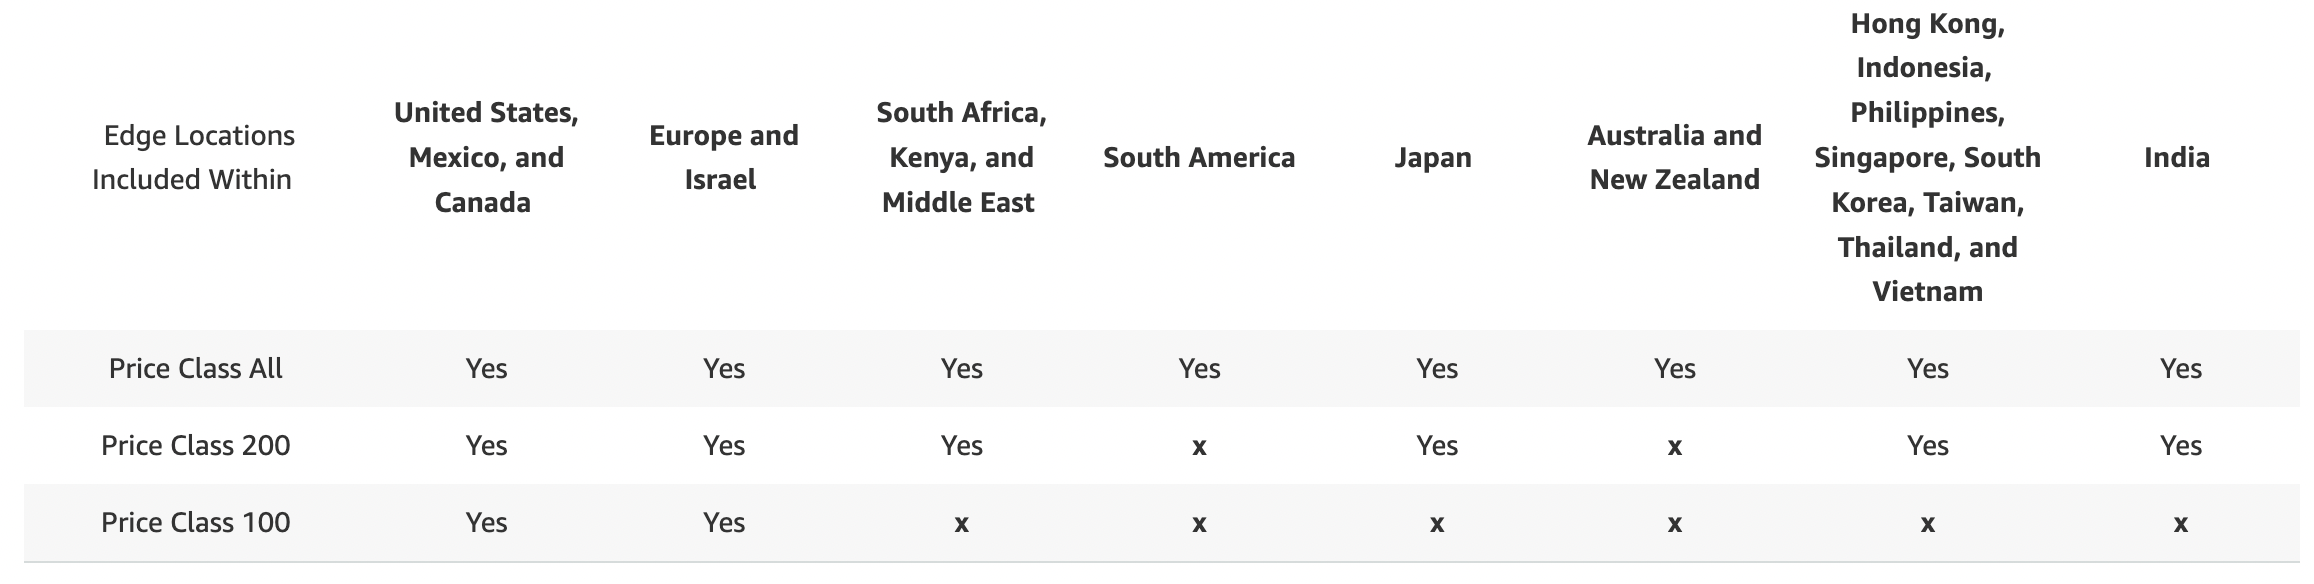 Edge Locations
Included Within
United States,
Mexico, and
Canada
Europe and
Israel
South Africa,
Kenya, and
Middle East
South America
Japan
Australia and
New Zealand
Hong Kong,
Indonesia,
Philippines,
Singapore, South
Korea, Taiwan,
Thailand, and
Vietnam
India
Price Class All Yes Yes Yes Yes Yes Yes Yes Yes
Price Class 200 Yes Yes Yes x Yes x Yes Yes
Price Class 100 Yes Yes x x x x x x